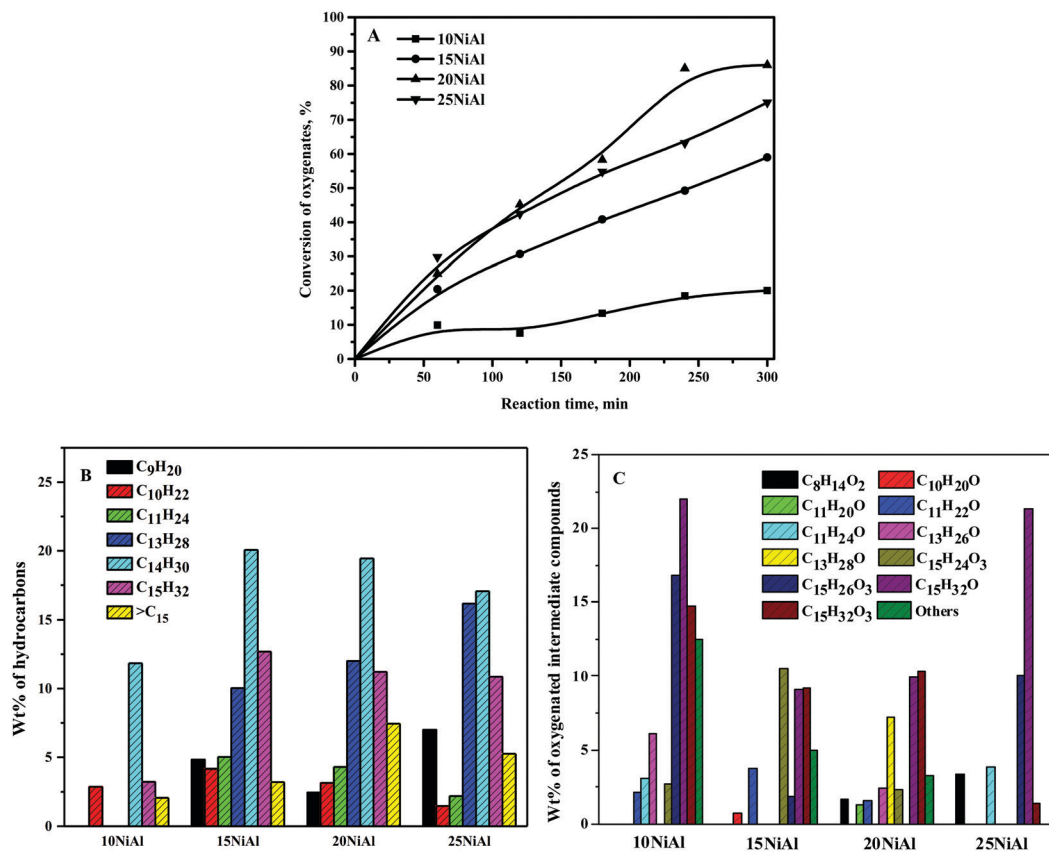 A
10NiAl
15NiAl
20NiAl
25NiAl
Conversion of oxygenates, %
100
90
80
70
60
50
40
30
20
10
0
0 50 100 150 200 250 300
Reaction time, min
B
C₉H₂₀
C₁₀H₂₂
C₁₁H₂₄
C₁₃H₂₈
C₁₄H₃₀
C₁₅H₃₂
>C₁₅
Wt% of hydrocarbons
25
20
15
10
5
0
10NiAl 15NiAl 20NiAl 25NiAl
C
C₈H₁₄O₂ C₁₀H₂₀O
C₁₁H₂₀O C₁₁H₂₂O
C₁₁H₂₄O C₁₃H₂₆O
C₁₃H₂₈O C₁₅H₂₄O₃
C₁₅H₂₆O₃ C₁₅H₃₂O
C₁₅H₃₂O₃ Others
Wt% of oxygenated intermediate compounds
25
20
15
10
5
0
10NiAl 15NiAl 20NiAl 25NiAl